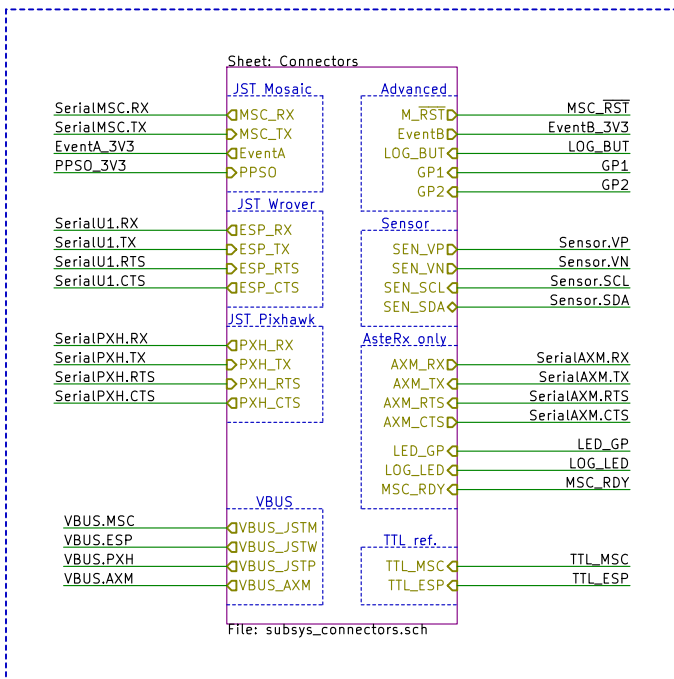 Sheet: Connectors
JST Mosaic
SerialMSC.RX MSC_RX
SerialMSC.TX MSC_TX
EventA_3V3 EventA
PPSO_3V3 PPSO
JST Wrover
SerialU1.RX ESP_RX
SerialU1.TX ESP_TX
SerialU1.RTS ESP_RTS
SerialU1.CTS ESP_CTS
JST Pixhawk
SerialPXH.RX PXH_RX
SerialPXH.TX PXH_TX
SerialPXH.RTS PXH_RTS
SerialPXH.CTS PXH_CTS
VBUS
VBUS.MSC VBUS_JSTM
VBUS.ESP VBUS_JSTW
VBUS.PXH VBUS_JSTP
VBUS.AXM VBUS_AXM
Advanced
M_RST MSC_RST
EventB EventB_3V3
LOG_BUT LOG_BUT
GP1 GP1
GP2 GP2
Sensor
SEN_VP Sensor.VP
SEN_VN Sensor.VN
SEN_SCL Sensor.SCL
SEN_SDA Sensor.SDA
AsteRx only
AXM_RX SerialAXM.RX
AXM_TX SerialAXM.TX
AXM_RTS SerialAXM.RTS
AXM_CTS SerialAXM.CTS
LED_GP LED_GP
LOG_LED LOG_LED
MSC_RDY MSC_RDY
TTL ref.
TTL_MSC TTL_MSC
TTL_ESP TTL_ESP
File: subsys_connectors.sch